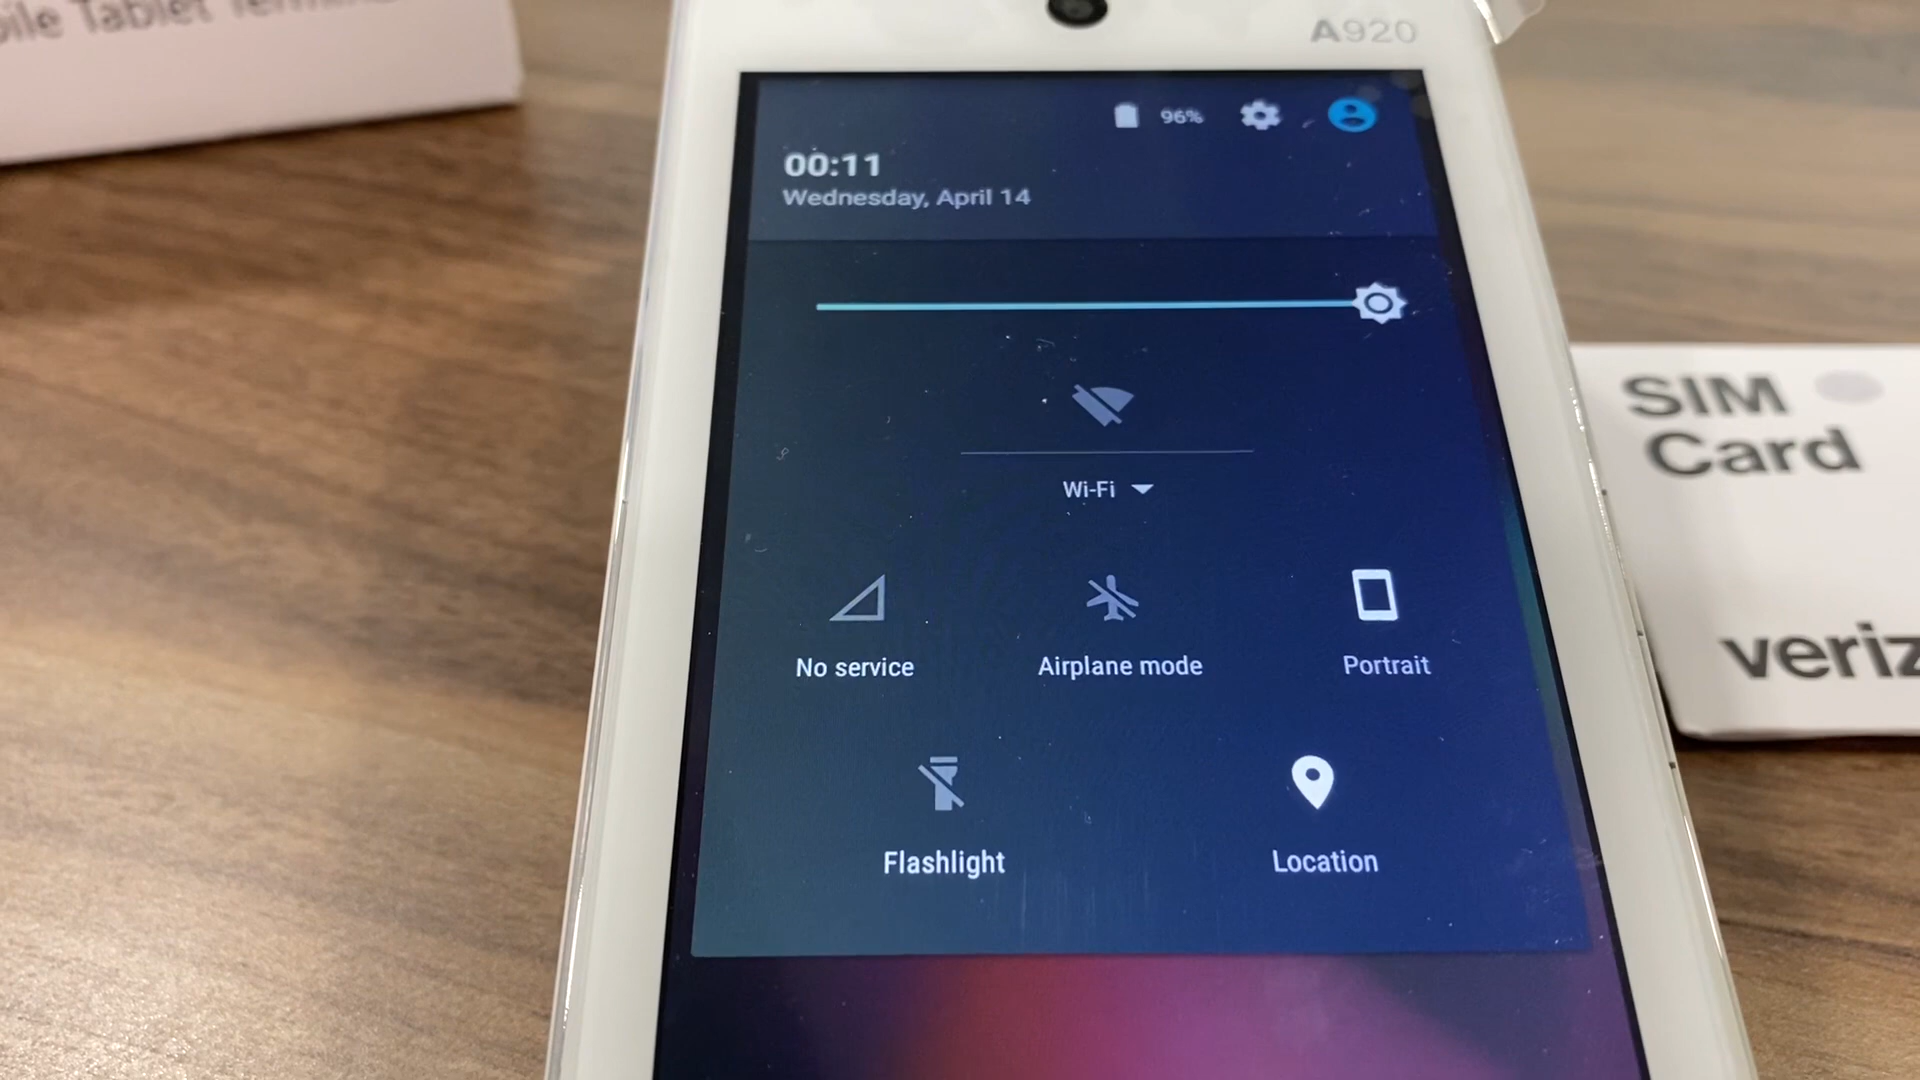 Tablet
A920
96%
00:11
Wednesday, April 14
Wi-Fi
No service
Airplane mode
Portrait
Flashlight
Location
SIM
Card
veriz